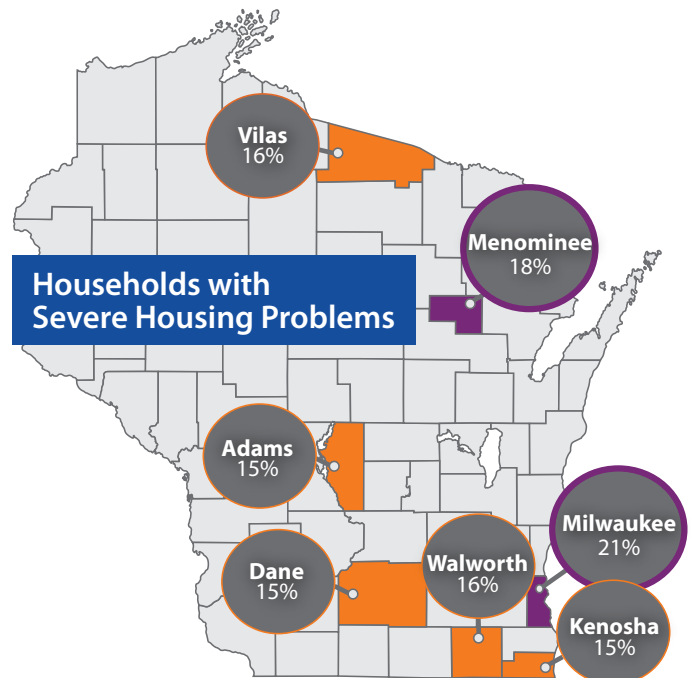 Vilas
16%
Menominee
18%
Households with
Severe Housing Problems
Adams
15%
Milwaukee
21%
Walworth
16%
Dane
15%
Kenosha
15%